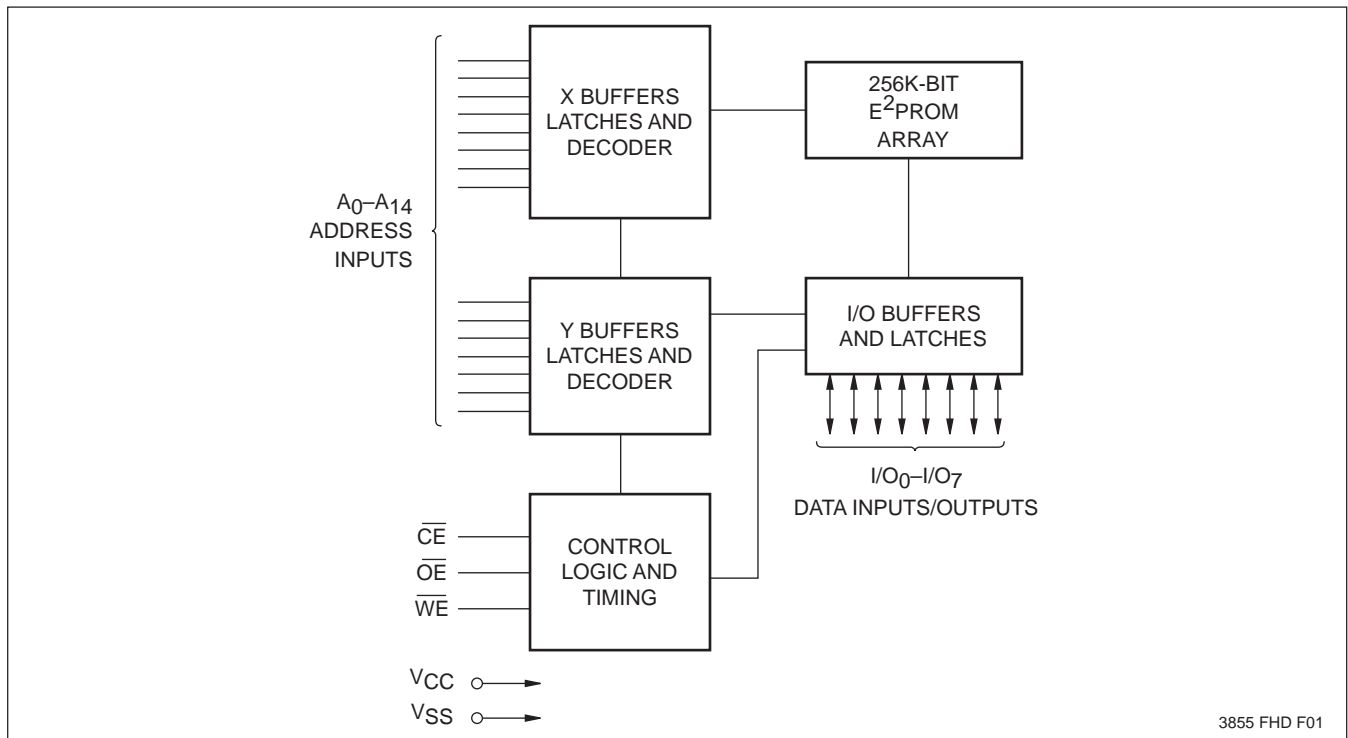 X BUFFERS
LATCHES AND
DECODER
256K-BIT
E2PROM
ARRAY
A0–A14
ADDRESS
INPUTS
Y BUFFERS
LATCHES AND
DECODER
I/O BUFFERS
AND LATCHES
I/O0–I/O7
DATA INPUTS/OUTPUTS
CE
OE
WE
CONTROL
LOGIC AND
TIMING
VCC
VSS
3855 FHD F01